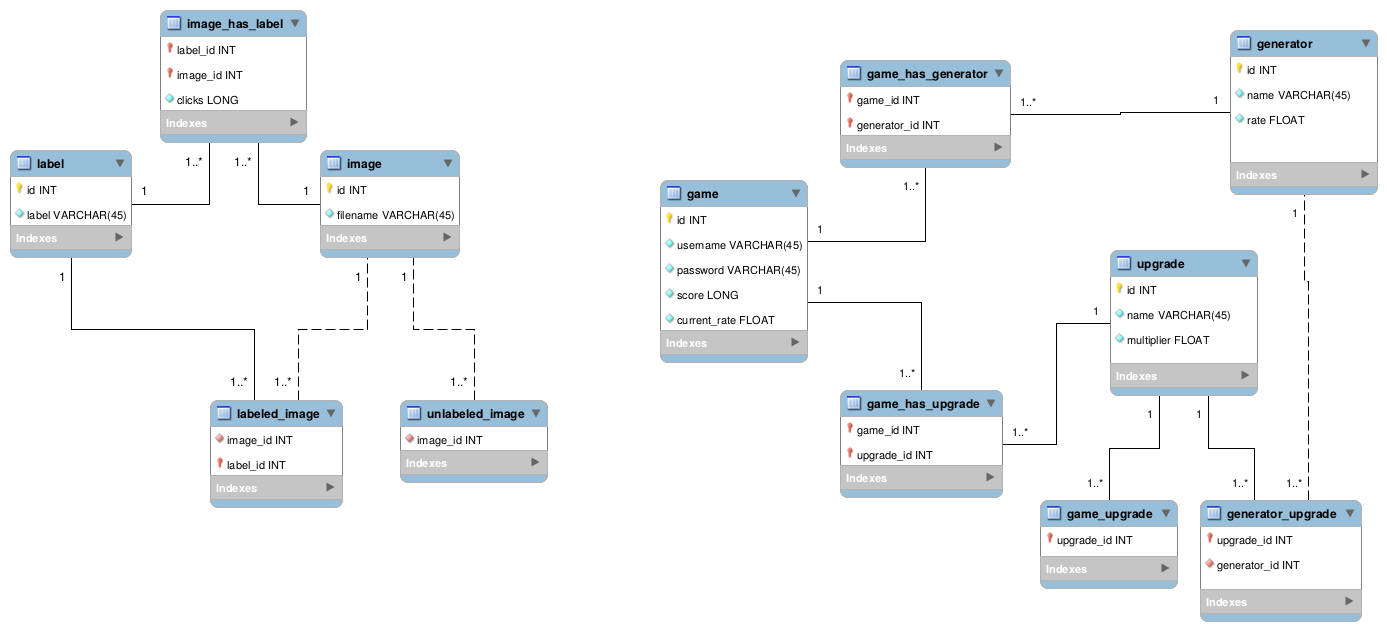 image_has_label
label_id INT
image_id INT
clicks LONG
Indexes
1..*
1..*
label
id INT
label VARCHAR(45)
Indexes
1
1
image
id INT
filename VARCHAR(45)
Indexes
1
1
1
1..*
1..*
1..*
labeled_image
image_id INT
label_id INT
Indexes
unlabeled_image
image_id INT
Indexes
game_has_generator
game_id INT
generator_id INT
Indexes
1..*
1
1..*
generator
id INT
name VARCHAR(45)
rate FLOAT
Indexes
1
game
id INT
username VARCHAR(45)
password VARCHAR(45)
score LONG
current_rate FLOAT
Indexes
1
1
1..*
upgrade
id INT
name VARCHAR(45)
multiplier FLOAT
Indexes
1
1
1
game_has_upgrade
game_id INT
upgrade_id INT
Indexes
1..*
1..*
1..*
1..*
game_upgrade
upgrade_id INT
Indexes
generator_upgrade
upgrade_id INT
generator_id INT
Indexes